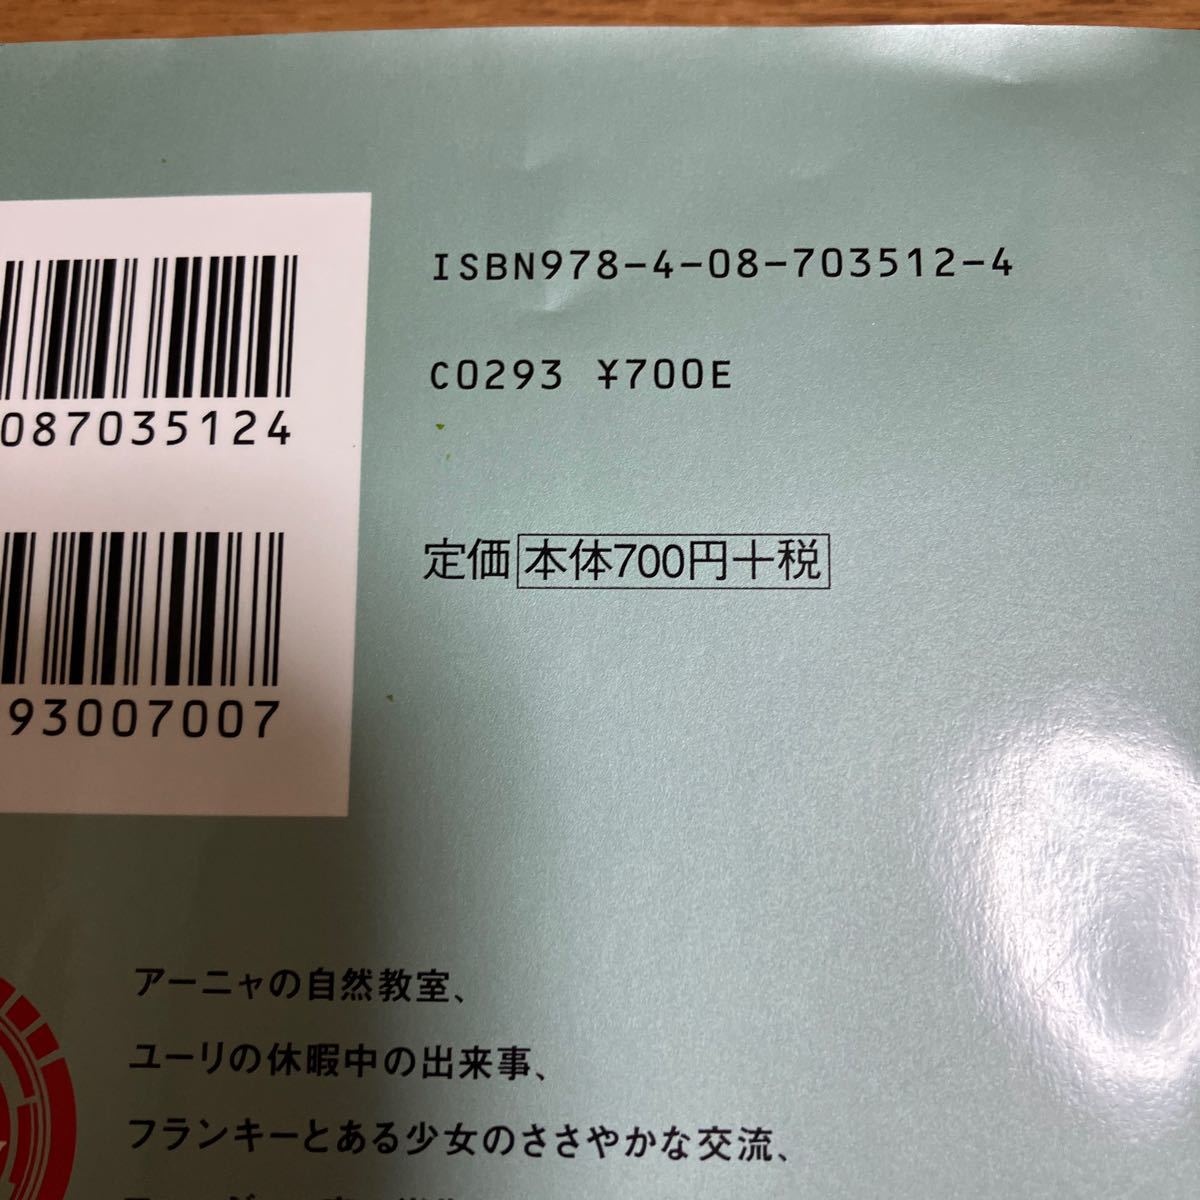 ISBN978-4-08-703512-4
C0293 ¥700E
087035124
定価 本体700円+税
93007007
アーニャの自然教室、
ユーリの休暇中の出来事、
フランキーとある少女のささやかな交流、